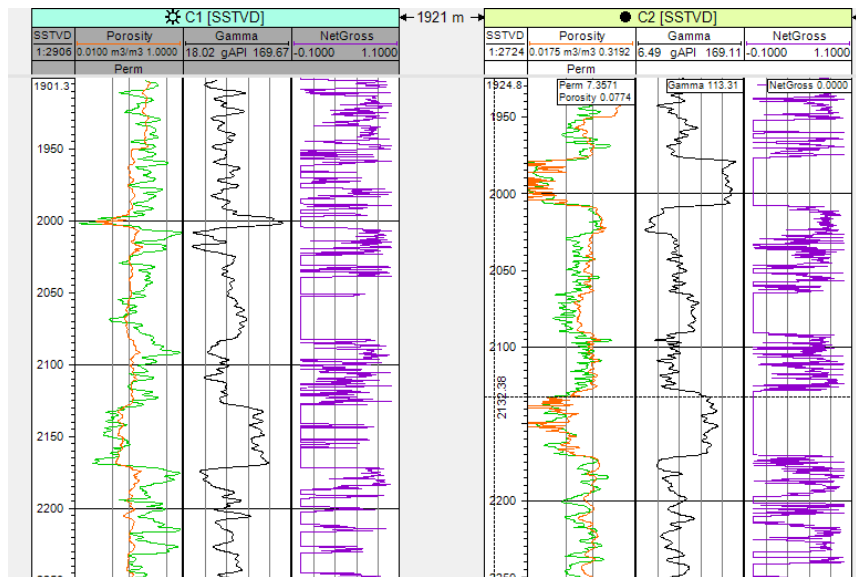 C1 [SSTVD]
1921 m
C2 [SSTVD]
SSTVD Porosity Gamma NetGross
1:2906 0.0100 m3/m3 1.0000 18.02 gAPI 169.67 -0.1000 1.1000
Perm
SSTVD Porosity Gamma NetGross
1:2724 0.0175 m3/m3 0.3192 6.49 gAPI 169.11 -0.1000 1.1000
Perm
1901.3
1950
2000
2050
2100
2150
2200
1924.8
Perm 7.3571
Porosity 0.0774
Gamma 113.31
NetGross 0.0000
1950
2000
2050
2100
2132.38
2200